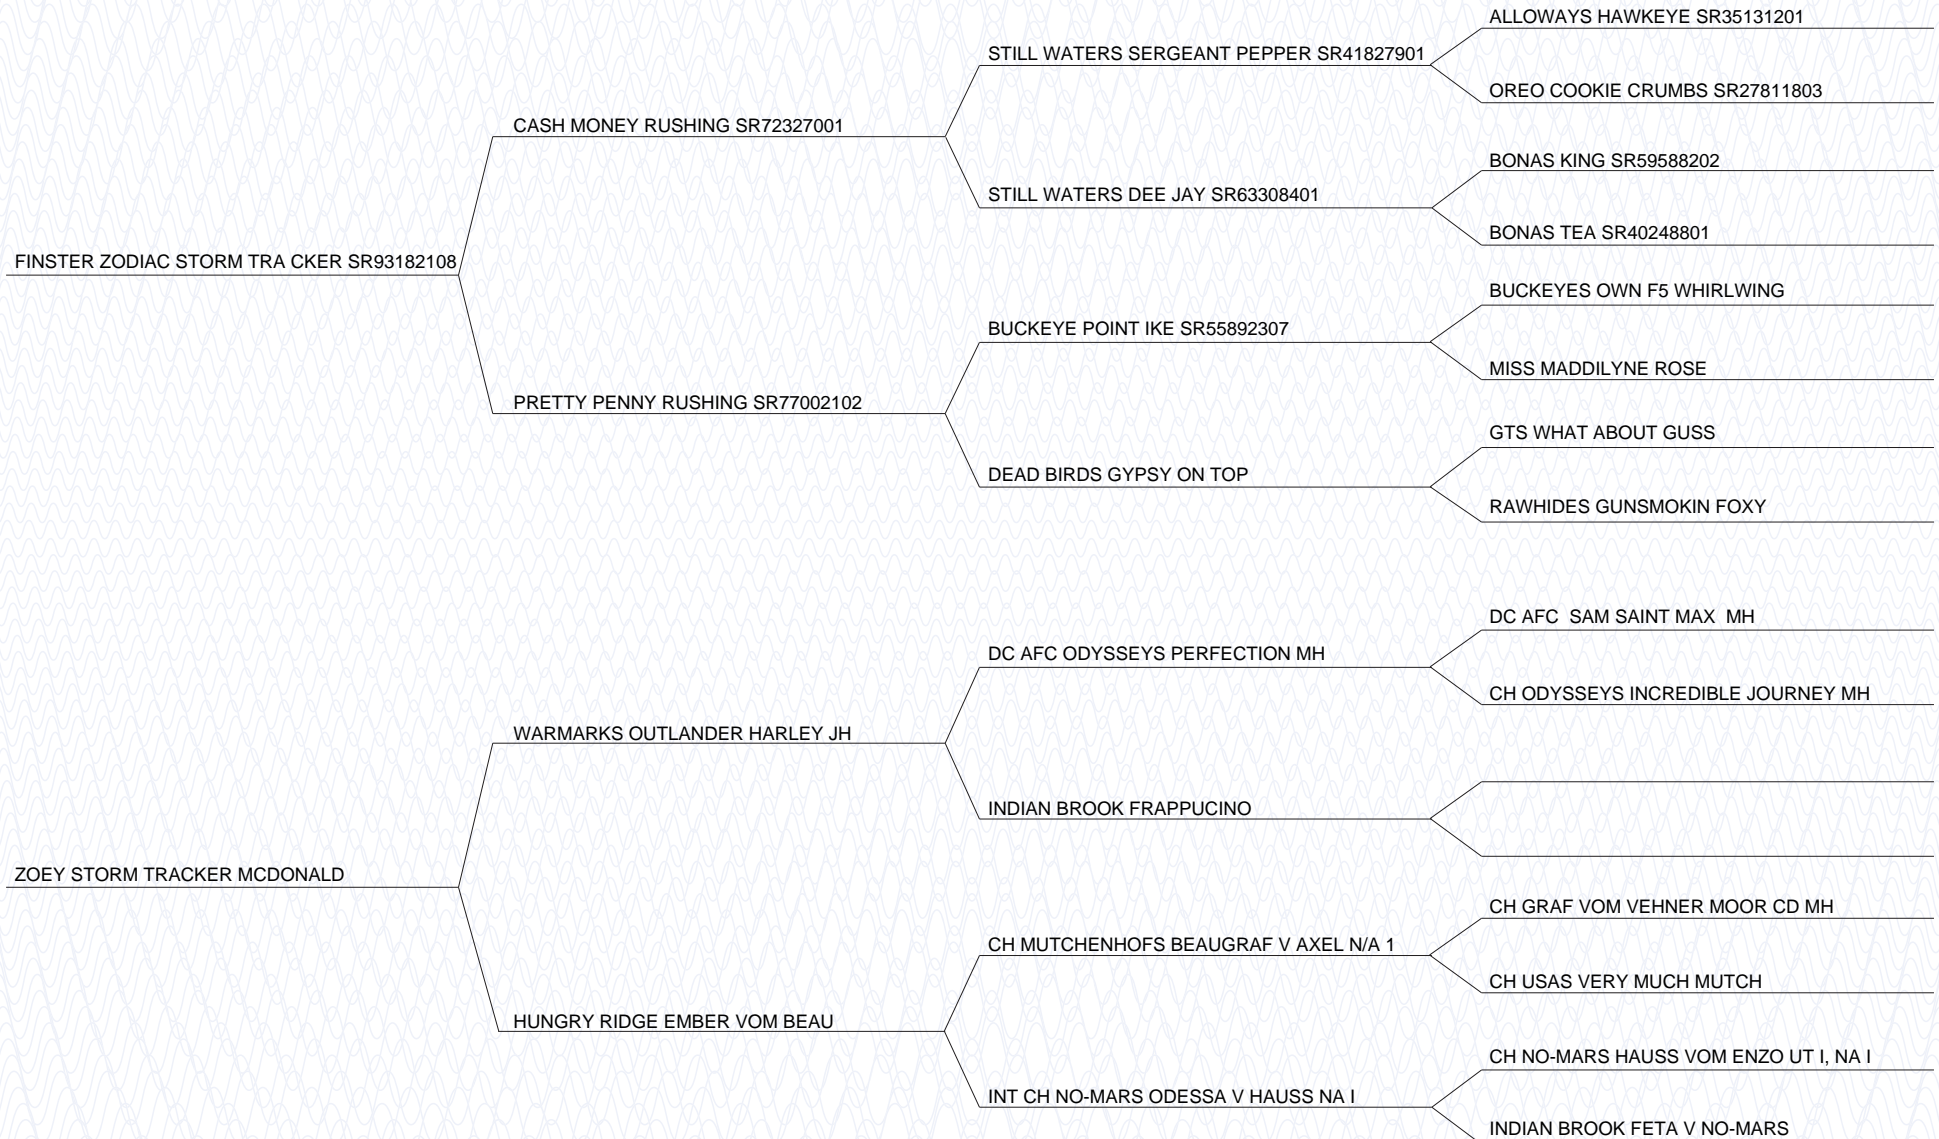 ALLOWAYS HAWKEYE SR35131201
STILL WATERS SERGEANT PEPPER SR41827901
OREO COOKIE CRUMBS SR27811803
CASH MONEY RUSHING SR72327001
BONAS KING SR59588202
STILL WATERS DEE JAY SR63308401
BONAS TEA SR40248801
FINSTER ZODIAC STORM TRA CKER SR93182108
BUCKEYES OWN F5 WHIRLWING
BUCKEYE POINT IKE SR55892307
MISS MADDILYNE ROSE
PRETTY PENNY RUSHING SR77002102
GTS WHAT ABOUT GUSS
DEAD BIRDS GYPSY ON TOP
RAWHIDES GUNSMOKIN FOXY
DC AFC  SAM SAINT MAX  MH
DC AFC ODYSSEYS PERFECTION MH
CH ODYSSEYS INCREDIBLE JOURNEY MH
WARMARKS OUTLANDER HARLEY JH
INDIAN BROOK FRAPPUCINO
ZOEY STORM TRACKER MCDONALD
CH GRAF VOM VEHNER MOOR CD MH
CH MUTCHENHOFS BEAUGRAF V AXEL N/A 1
CH USAS VERY MUCH MUTCH
HUNGRY RIDGE EMBER VOM BEAU
CH NO-MARS HAUSS VOM ENZO UT I, NA I
INT CH NO-MARS ODESSA V HAUSS NA I
INDIAN BROOK FETA V NO-MARS